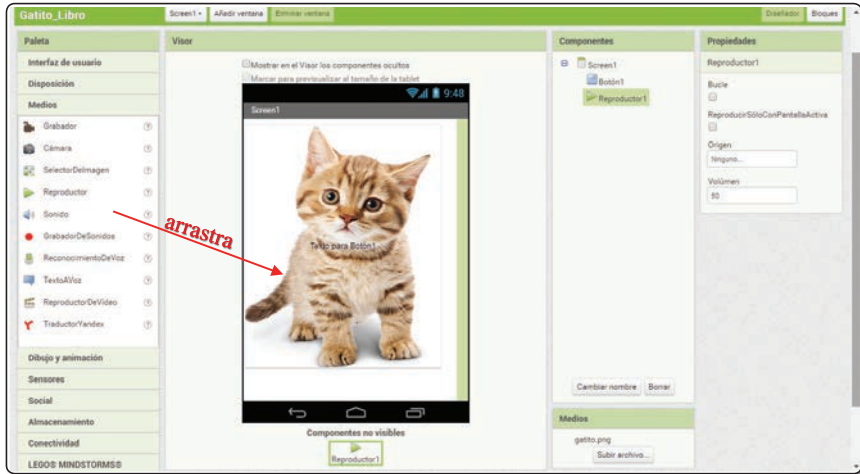 Gatito_Libro
Screen1
Añadir ventana
Eliminar ventana
Diseñador
Bloques
Paleta
Interfaz de usuario
Disposición
Medios
Grabador
Cámara
SelectorDeImagen
Reproductor
Sonido
GrabadorDeSonidos
ReconocimientoDeVoz
TextoAVoz
ReproductorDeVídeo
TraductorYandex
Dibujo y animación
Sensores
Social
Almacenamiento
Conectividad
LEGO® MINDSTORMS®
Visor
Mostrar en el Visor los componentes ocultos
Marcar para previsualizar al tamaño de la tablet
9:48
Screen1
arrastra
Texto para Botón1
Componentes no visibles
Reproductor1
Componentes
Screen1
Botón1
Reproductor1
Cambiar nombre
Borrar
Medios
gatito.png
Subir archivo...
Propiedades
Reproductor1
Bucle
ReproducirSóloConPantallaActiva
Origen
Ninguno...
Volúmen
50